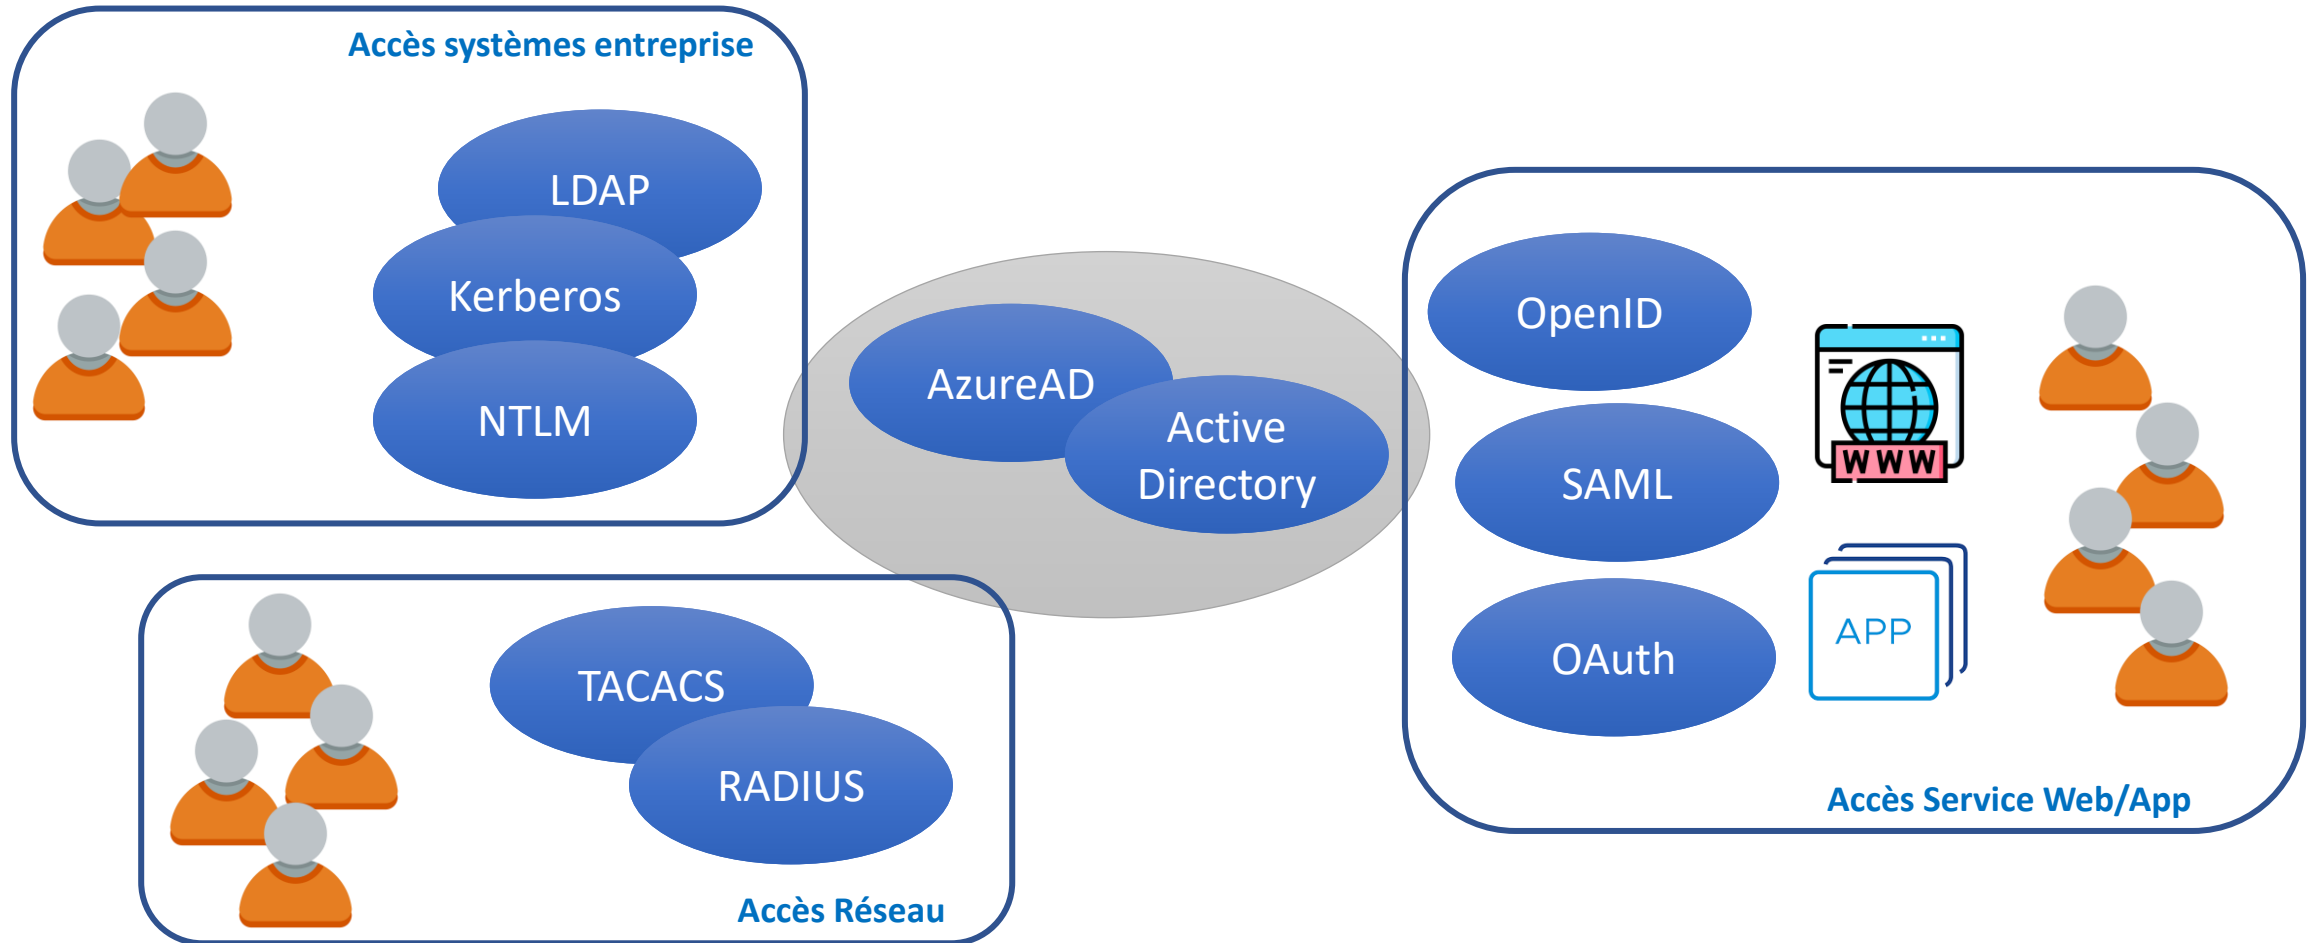 Accès systèmes entreprise
LDAP
Kerberos
NTLM
AzureAD
Active
Directory
OpenID
SAML
OAuth
WWW
APP
Accès Service Web/App
TACACS
RADIUS
Accès Réseau